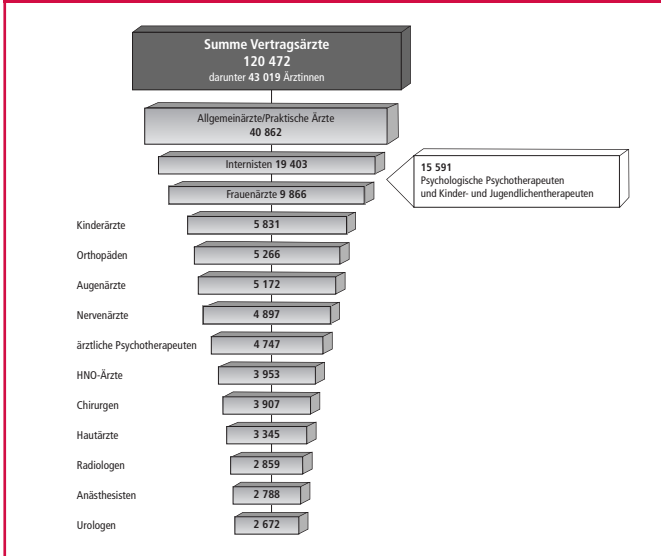 Summe Vertragsärzte
120 472
darunter 43 019 Ärztinnen
Allgemeinärzte/Praktische Ärzte
40 862
Internisten 19 403
15 591
Psychologische Psychotherapeuten
und Kinder- und Jugendlichentherapeuten
Frauenärzte 9 866
Kinderärzte 5 831
Orthopäden 5 266
Augenärzte 5 172
Nervenärzte 4 897
ärztliche Psychotherapeuten 4 747
HNO-Ärzte 3 953
Chirurgen 3 907
Hautärzte 3 345
Radiologen 2 859
Anästhesisten 2 788
Urologen 2 672